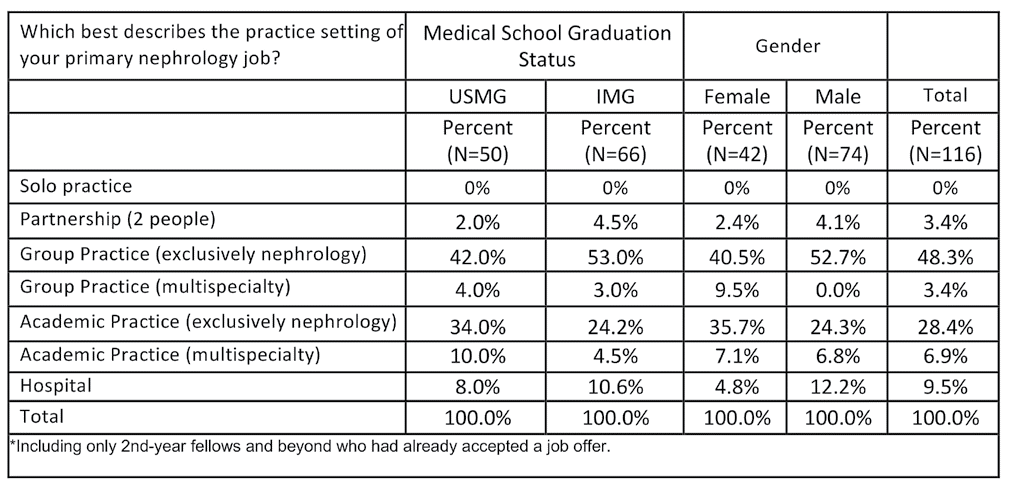 Which best describes the practice setting of your primary nephrology job? Medical School Graduation Status Gender
USMG IMG Female Male Total
Percent (N=50) Percent (N=66) Percent (N=42) Percent (N=74) Percent (N=116)
Solo practice 0% 0% 0% 0% 0%
Partnership (2 people) 2.0% 4.5% 2.4% 4.1% 3.4%
Group Practice (exclusively nephrology) 42.0% 53.0% 40.5% 52.7% 48.3%
Group Practice (multispecialty) 4.0% 3.0% 9.5% 0.0% 3.4%
Academic Practice (exclusively nephrology) 34.0% 24.2% 35.7% 24.3% 28.4%
Academic Practice (multispecialty) 10.0% 4.5% 7.1% 6.8% 6.9%
Hospital 8.0% 10.6% 4.8% 12.2% 9.5%
Total 100.0% 100.0% 100.0% 100.0% 100.0%
*Including only 2nd-year fellows and beyond who had already accepted a job offer.